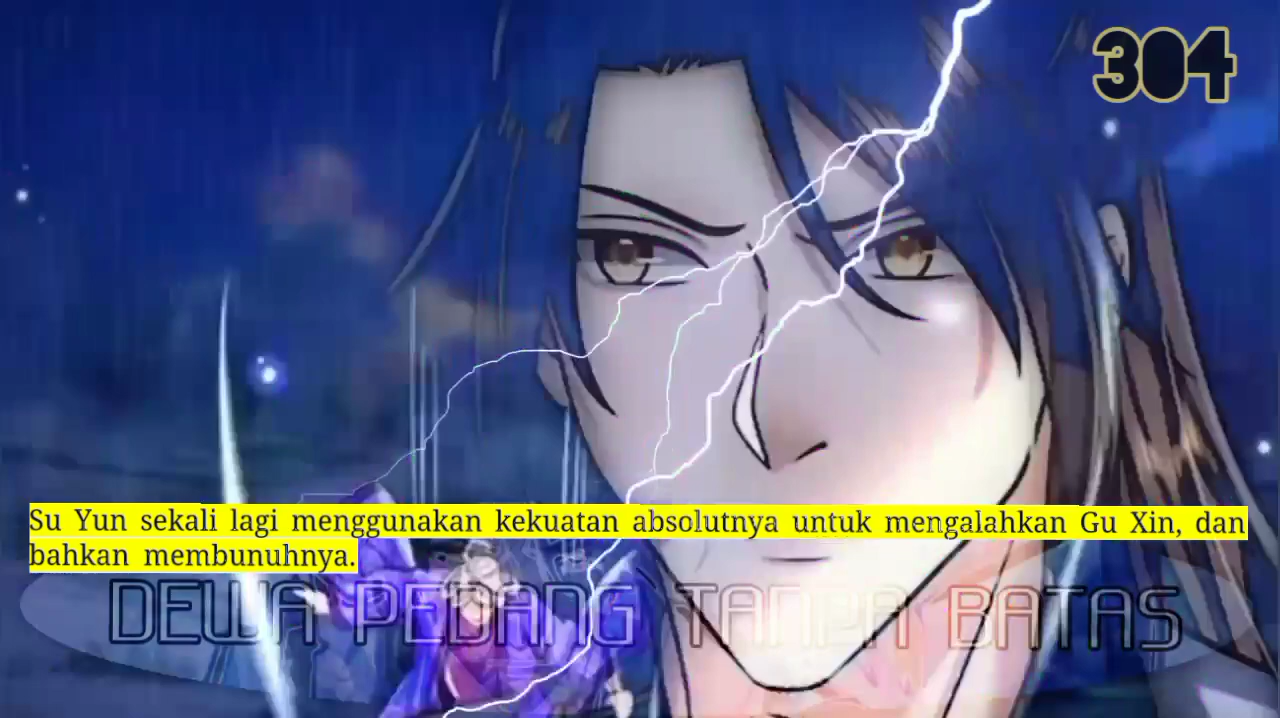 304
Su Yun sekali lagi menggunakan kekuatan absolutnya untuk mengalahkan Gu Xin, dan
bahkan membunuhnya.
DEWA PEDANG TANPA BATAS